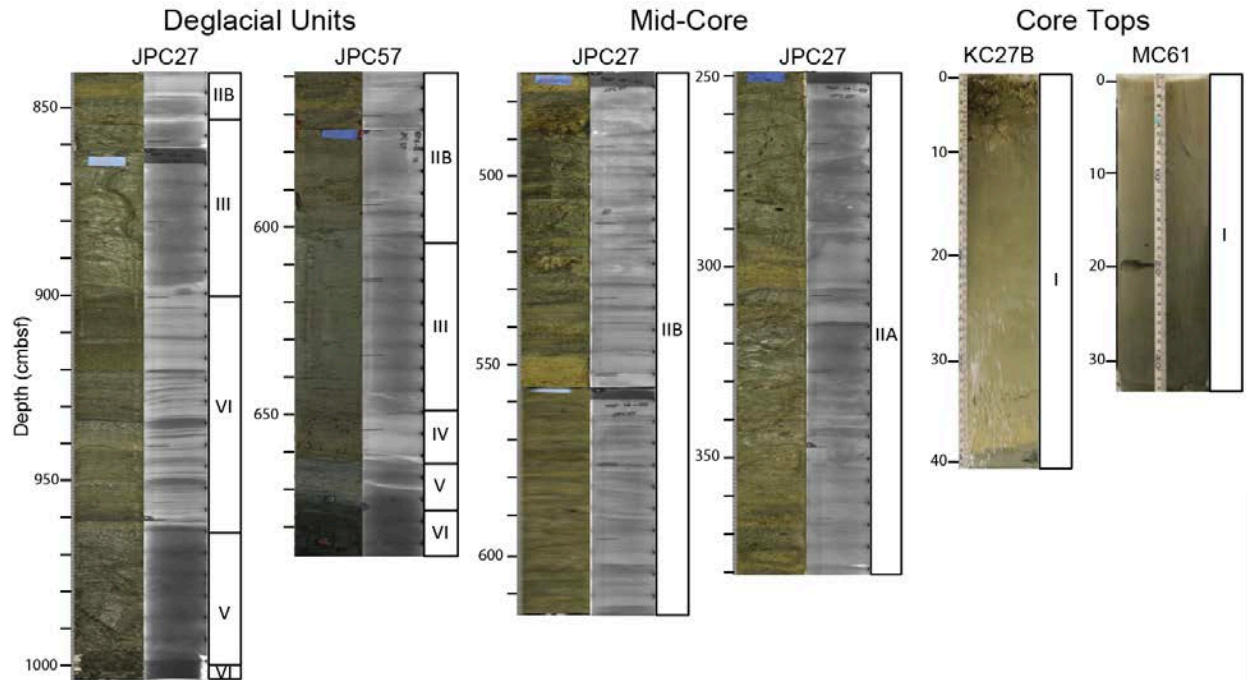 Deglacial Units
Mid-Core
Core Tops
JPC27
JPC57
JPC27
JPC27
KC27B
MC61
Depth (cmbsf)
850
900
950
1000
IIB
III
VI
V
VI
600
650
IIB
III
IV
V
VI
500
550
600
IIB
250
300
350
IIA
0
10
20
30
40
I
0
10
20
30
I